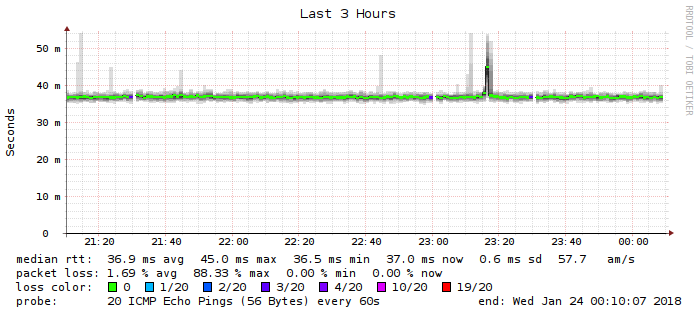 Last 3 Hours
RRDTOOL / TOBI OETIKER
Seconds
50 m
40 m
30 m
20 m
10 m
0
21:20 21:40 22:00 22:20 22:40 23:00 23:20 23:40 00:00
median rtt: 36.9 ms avg 45.0 ms max 36.5 ms min 37.0 ms now 0.6 ms sd 57.7 am/s
packet loss: 1.69 % avg 88.33 % max 0.00 % min 0.00 % now
loss color: 0 1/20 2/20 3/20 4/20 10/20 19/20
probe: 20 ICMP Echo Pings (56 Bytes) every 60s end: Wed Jan 24 00:10:07 2018